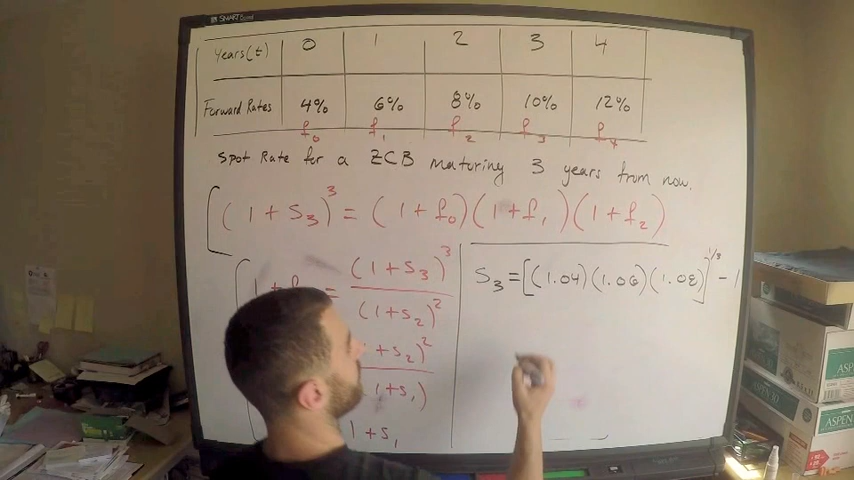 SMART Board
Years(t) 0 1 2 3 4
Forward Rates 4% 6% 8% 10% 12%
f₀ f₁ f₂ f₃ f₄
Spot Rate for a ZCB maturing 3 years from now.
(1 + S₃)³ = (1 + f₀)(1 + f₁)(1 + f₂)
= (1 + S₃)³
(1 + S₂)²
+ S₂)²
1 + S₁)
1 + S₁
S₃ = [(1.04)(1.06)(1.08)]^1/3 - 1
ASPEN
ASPEN